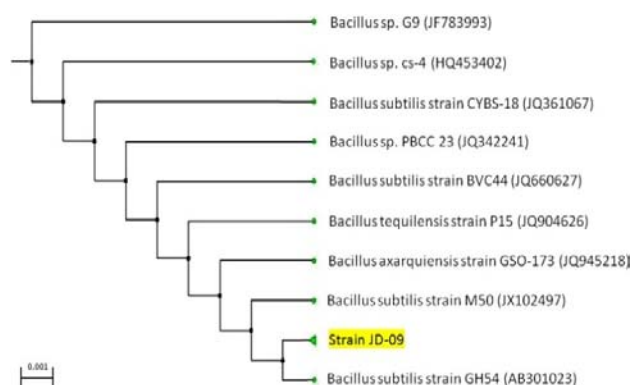 Bacillus sp. G9 (JF783993)
Bacillus sp. cs-4 (HQ453402)
Bacillus subtilis strain CYBS-18 (JQ361067)
Bacillus sp. PBCC 23 (JQ342241)
Bacillus subtilis strain BVC44 (JQ660627)
Bacillus tequilensis strain P15 (JQ904626)
Bacillus axarquiensis strain GSO-173 (JQ945218)
Bacillus subtilis strain M50 (JX102497)
Strain JD-09
0.001
Bacillus subtilis strain GH54 (AB301023)